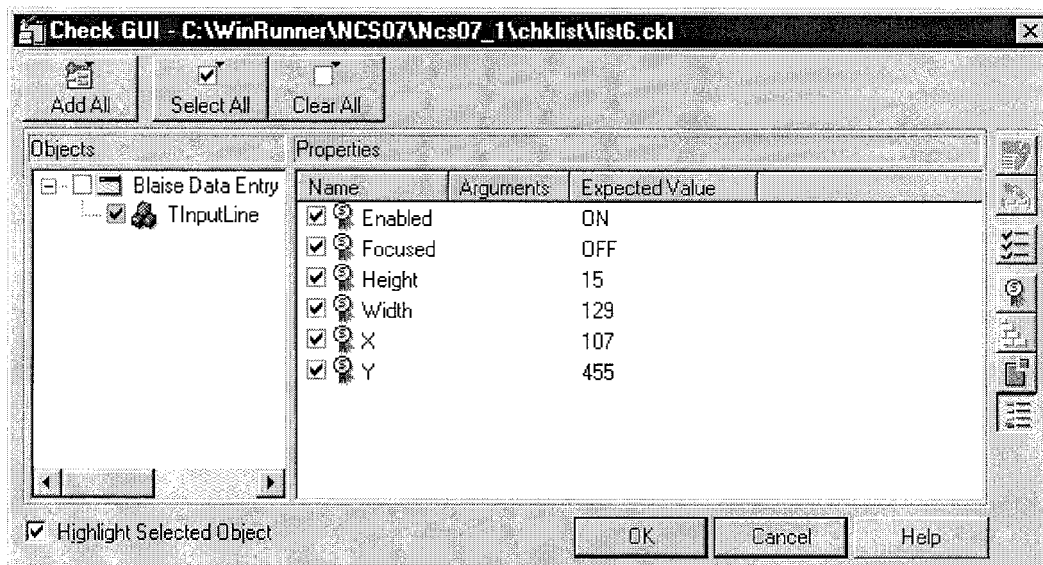 Check GUI - C:\WinRunner\NCS07\Ncs07_1\chklist\list6.ckl
Add All Select All Clear All
Objects Properties
Blaise Data Entry
TInputLine
Name Arguments Expected Value
Enabled ON
Focused OFF
Height 15
Width 129
X 107
Y 455
Highlight Selected Object OK Cancel Help